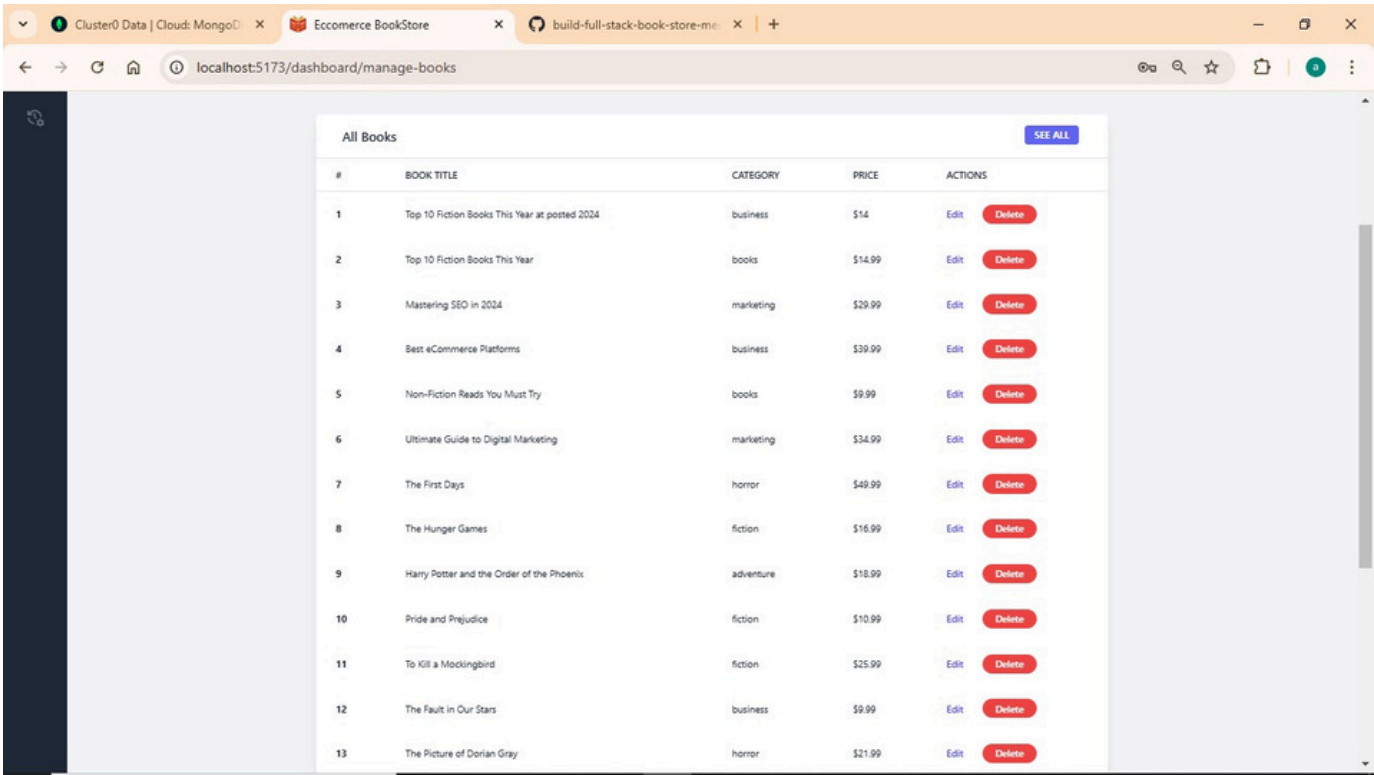 Cluster0 Data | Cloud: MongoD
Eccomerce BookStore
build-full-stack-book-store-me
localhost:5173/dashboard/manage-books
a
All Books SEE ALL
# BOOK TITLE CATEGORY PRICE ACTIONS
1 Top 10 Fiction Books This Year at posted 2024 business $14 Edit Delete
2 Top 10 Fiction Books This Year books $14.99 Edit Delete
3 Mastering SEO in 2024 marketing $29.99 Edit Delete
4 Best eCommerce Platforms business $39.99 Edit Delete
5 Non-Fiction Reads You Must Try books $9.99 Edit Delete
6 Ultimate Guide to Digital Marketing marketing $34.99 Edit Delete
7 The First Days horror $49.99 Edit Delete
8 The Hunger Games fiction $16.99 Edit Delete
9 Harry Potter and the Order of the Phoenix adventure $18.99 Edit Delete
10 Pride and Prejudice fiction $10.99 Edit Delete
11 To Kill a Mockingbird fiction $25.99 Edit Delete
12 The Fault in Our Stars business $9.99 Edit Delete
13 The Picture of Dorian Gray horror $21.99 Edit Delete